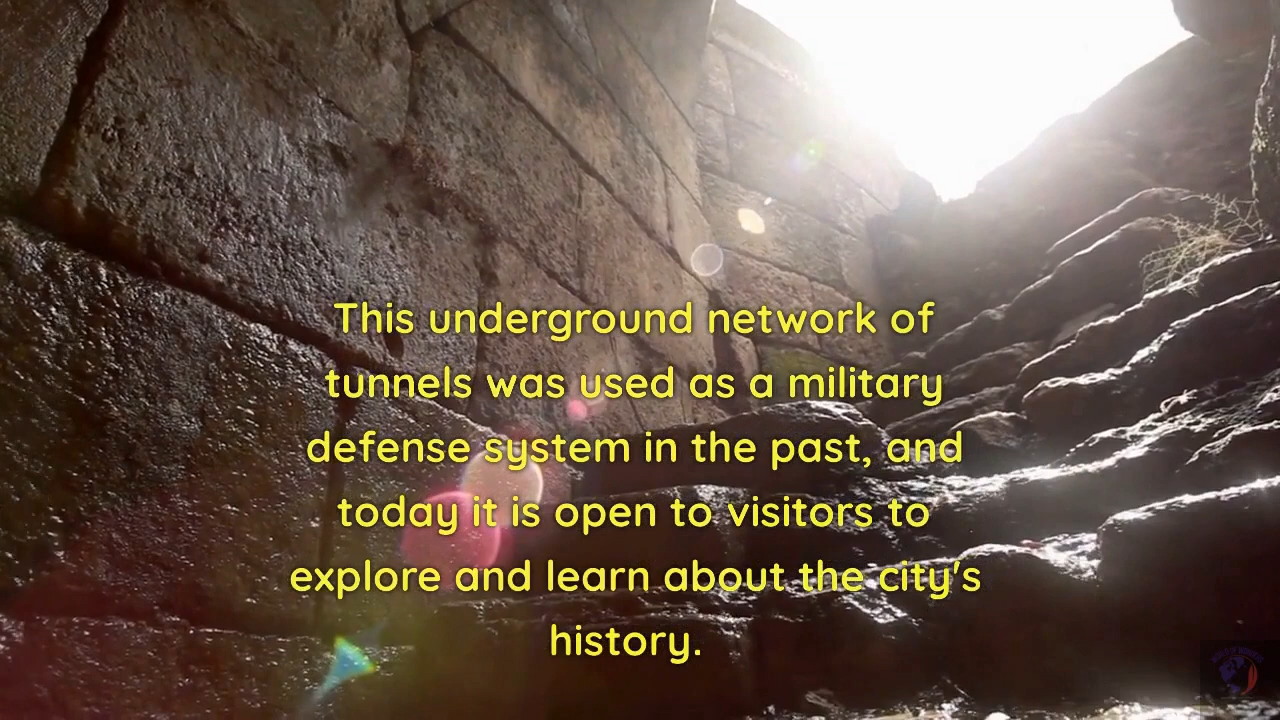 This underground network of
tunnels was used as a military
defense system in the past, and
today it is open to visitors to
explore and learn about the city's
history.